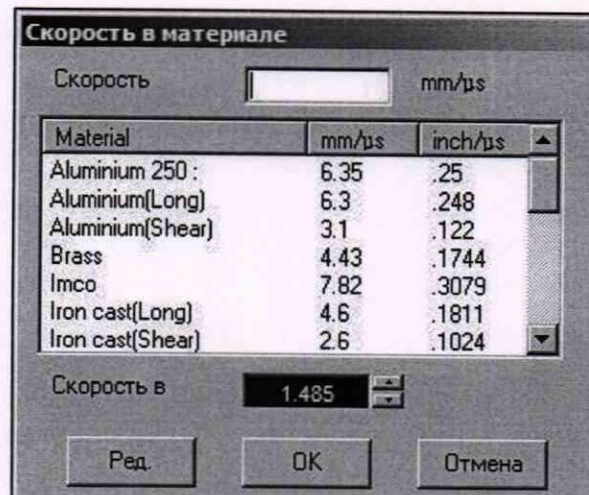 Скорость в материале
Скорость mm/µs
Material mm/µs inch/µs
Aluminium 250 : 6.35 .25
Aluminium(Long) 6.3 .248
Aluminium(Shear) 3.1 .122
Brass 4.43 .1744
Imco 7.82 .3079
Iron cast(Long) 4.6 .1811
Iron cast(Shear) 2.6 .1024
Скорость в 1.485
Ред. OK Отмена